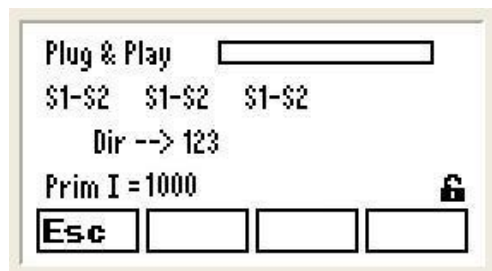 Plug & Play
S1-S2 S1-S2 S1-S2
Dir --> 123
Prim I = 1000
Esc